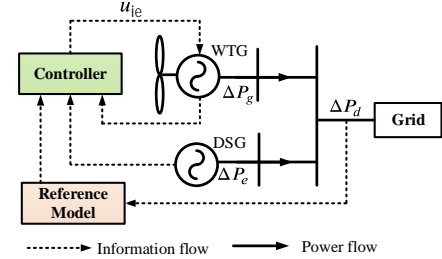 u_ie
WTG
Controller
ΔP_g
ΔP_d
Grid
DSG
ΔP_e
Reference
Model
Information flow
Power flow